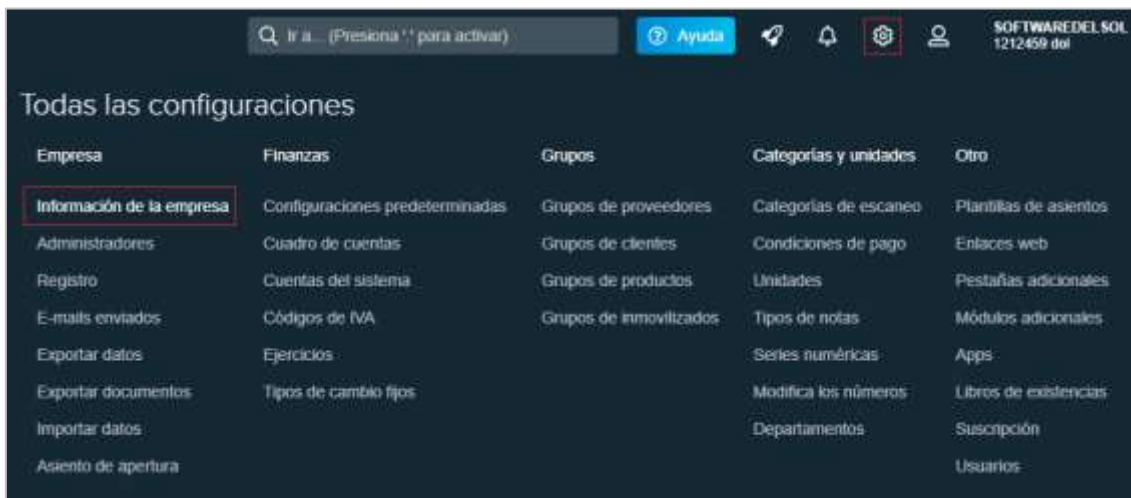 Ir a... (Presiona '.' para activar)
Ayuda
SOFTWAREDELSOL
1212459 dol
Todas las configuraciones
Empresa
Información de la empresa
Administradores
Registro
E-mails enviados
Exportar datos
Exportar documentos
Importar datos
Asiento de apertura
Finanzas
Configuraciones predeterminadas
Cuadro de cuentas
Cuentas del sistema
Códigos de IVA
Ejercicios
Tipos de cambio fijos
Grupos
Grupos de proveedores
Grupos de clientes
Grupos de productos
Grupos de inmovilizados
Categorías y unidades
Categorías de escaneo
Condiciones de pago
Unidades
Tipos de notas
Series numéricas
Modifica los números
Departamentos
Otro
Plantillas de asientos
Enlaces web
Pestañas adicionales
Módulos adicionales
Apps
Libros de existencias
Suscripción
Usuarios